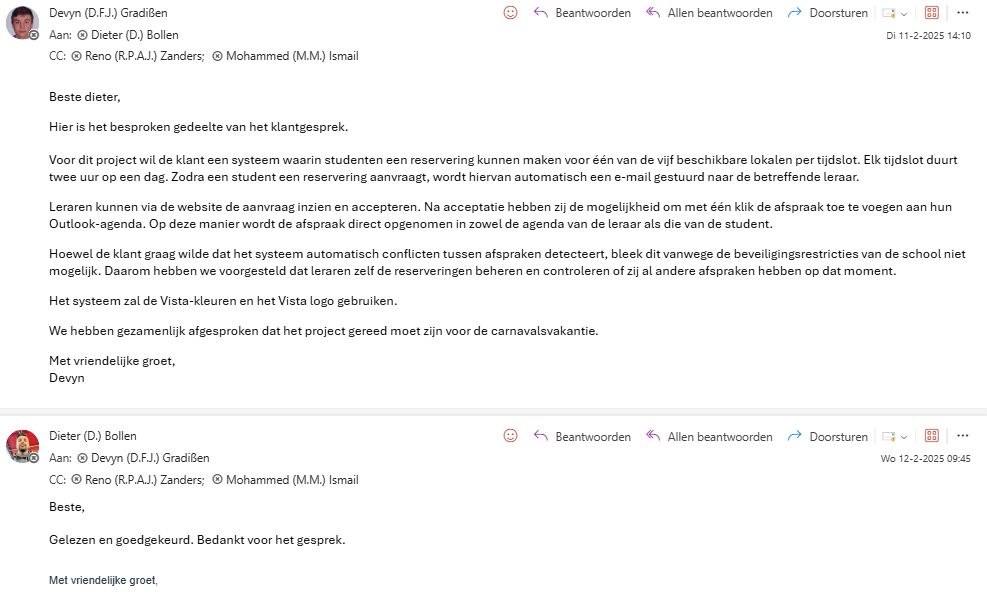 Devyn (D.F.J.) Gradißen
Beantwoorden Allen beantwoorden Doorsturen
Aan: Dieter (D.) Bollen
Di 11-2-2025 14:10
CC: Reno (R.P.A.J.) Zanders; Mohammed (M.M.) Ismail
Beste dieter,
Hier is het besproken gedeelte van het klantgesprek.
Voor dit project wil de klant een systeem waarin studenten een reservering kunnen maken voor één van de vijf beschikbare lokalen per tijdslot. Elk tijdslot duurt
twee uur op een dag. Zodra een student een reservering aanvraagt, wordt hiervan automatisch een e-mail gestuurd naar de betreffende leraar.
Leraren kunnen via de website de aanvraag inzien en accepteren. Na acceptatie hebben zij de mogelijkheid om met één klik de afspraak toe te voegen aan hun
Outlook-agenda. Op deze manier wordt de afspraak direct opgenomen in zowel de agenda van de leraar als die van de student.
Hoewel de klant graag wilde dat het systeem automatisch conflicten tussen afspraken detecteert, bleek dit vanwege de beveiligingsrestricties van de school niet
mogelijk. Daarom hebben we voorgesteld dat leraren zelf de reserveringen beheren en controleren of zij al andere afspraken hebben op dat moment.
Het systeem zal de Vista-kleuren en het Vista logo gebruiken.
We hebben gezamenlijk afgesproken dat het project gereed moet zijn voor de carnavalsvakantie.
Met vriendelijke groet,
Devyn
Dieter (D.) Bollen
Beantwoorden Allen beantwoorden Doorsturen
Aan: Devyn (D.F.J.) Gradißen
Wo 12-2-2025 09:45
CC: Reno (R.P.A.J.) Zanders; Mohammed (M.M.) Ismail
Beste,
Gelezen en goedgekeurd. Bedankt voor het gesprek.
Met vriendelijke groet,